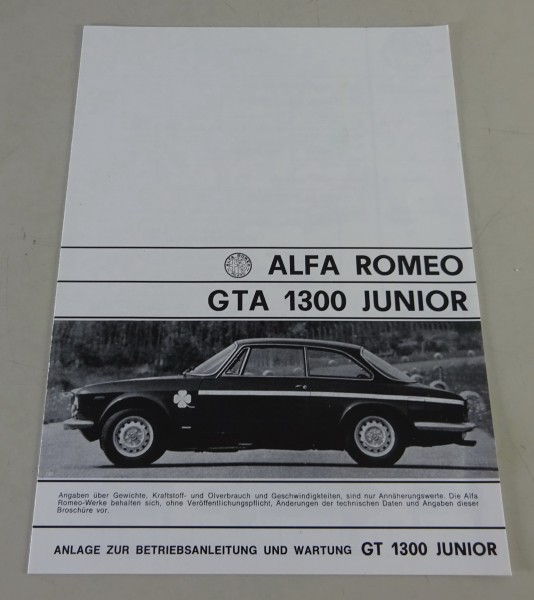 ALFA ROMEO
GTA 1300 JUNIOR
Angaben über Gewichte, Kraftstoff- und Ölverbrauch und Geschwindigkeiten, sind nur Annäherungswerte. Die Alfa
Romeo-Werke behalten sich, ohne Veröffentlichungspflicht, Änderungen der technischen Daten und Angaben dieser
Broschüre vor.
ANLAGE ZUR BETRIEBSANLEITUNG UND WARTUNG GT 1300 JUNIOR